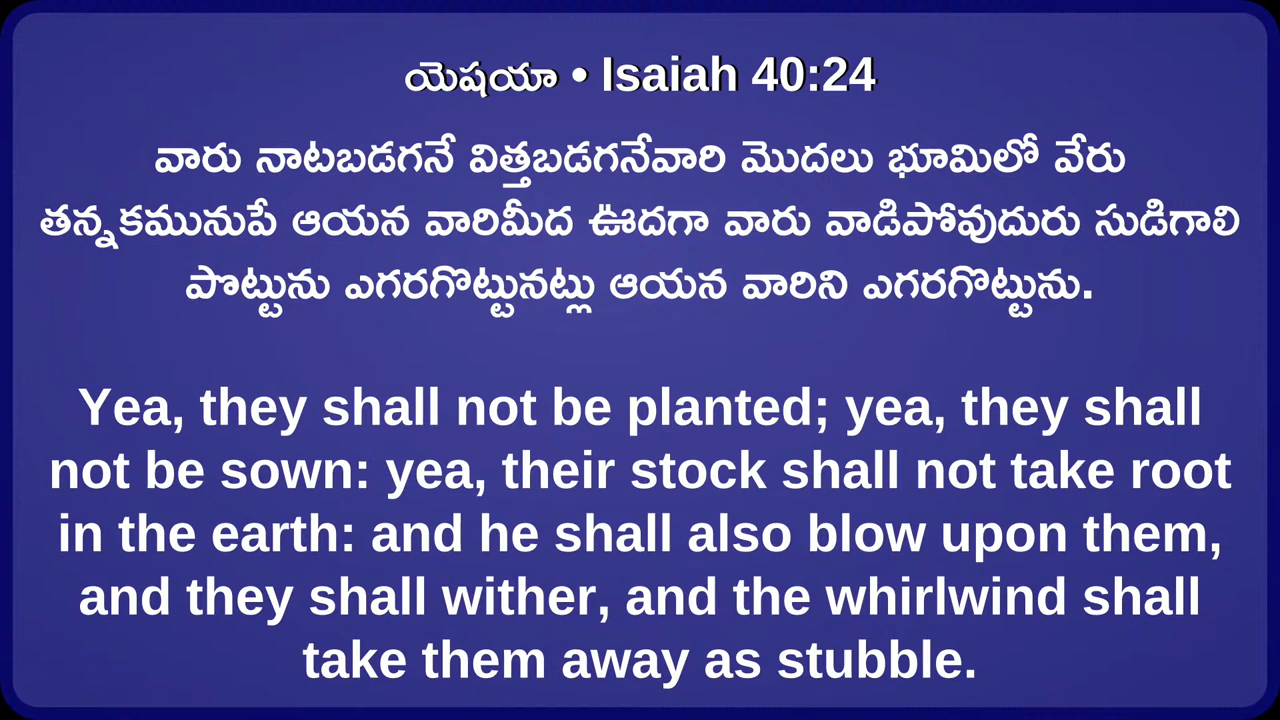 యెషయా • Isaiah 40:24
వారు నాటబడగనే విత్తబడగనేవారి మొదలు భూమిలో వేరు
తన్నకమునుపే ఆయన వారిమీద ఊదగా వారు వాడిపోవుదురు సుడిగాలి
పొట్టును ఎగరగొట్టునట్లు ఆయన వారిని ఎగరగొట్టును.
Yea, they shall not be planted; yea, they shall
not be sown: yea, their stock shall not take root
in the earth: and he shall also blow upon them,
and they shall wither, and the whirlwind shall
take them away as stubble.